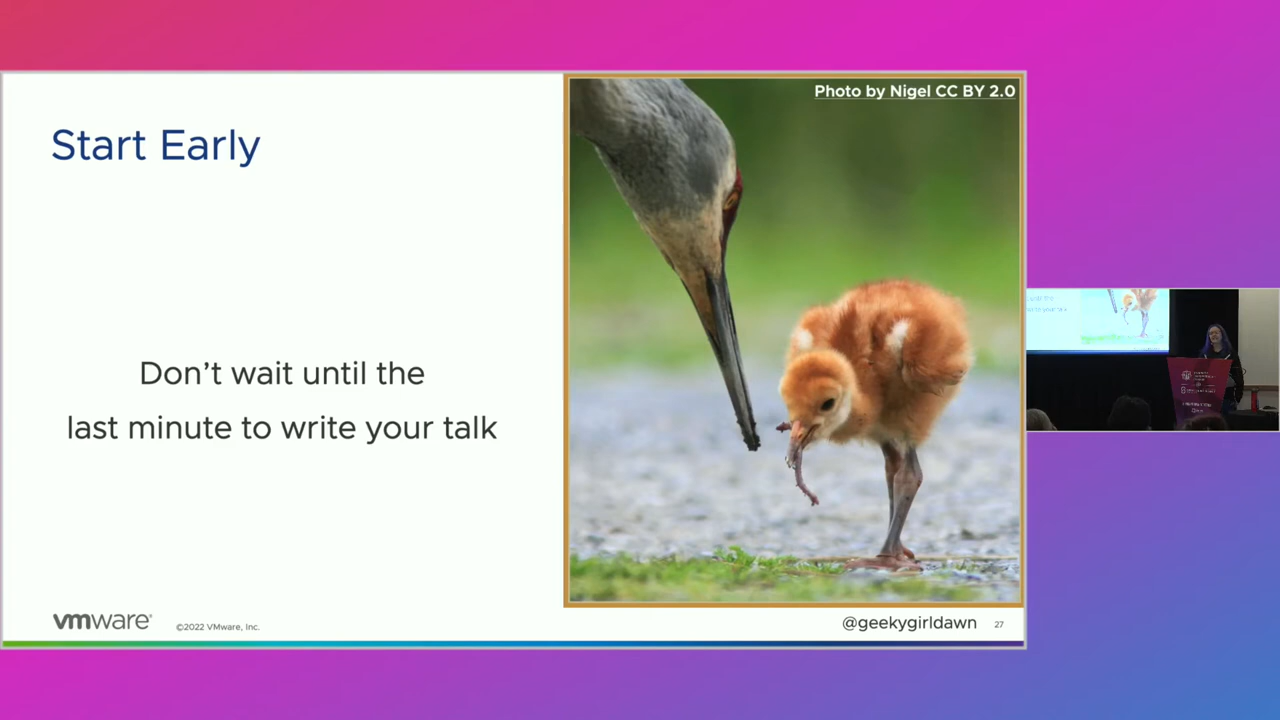 Photo by Nigel CC BY 2.0
Start Early
Don’t wait until the
last minute to write your talk
vmware®
©2022 VMware, Inc.
@geekygirldawn
27